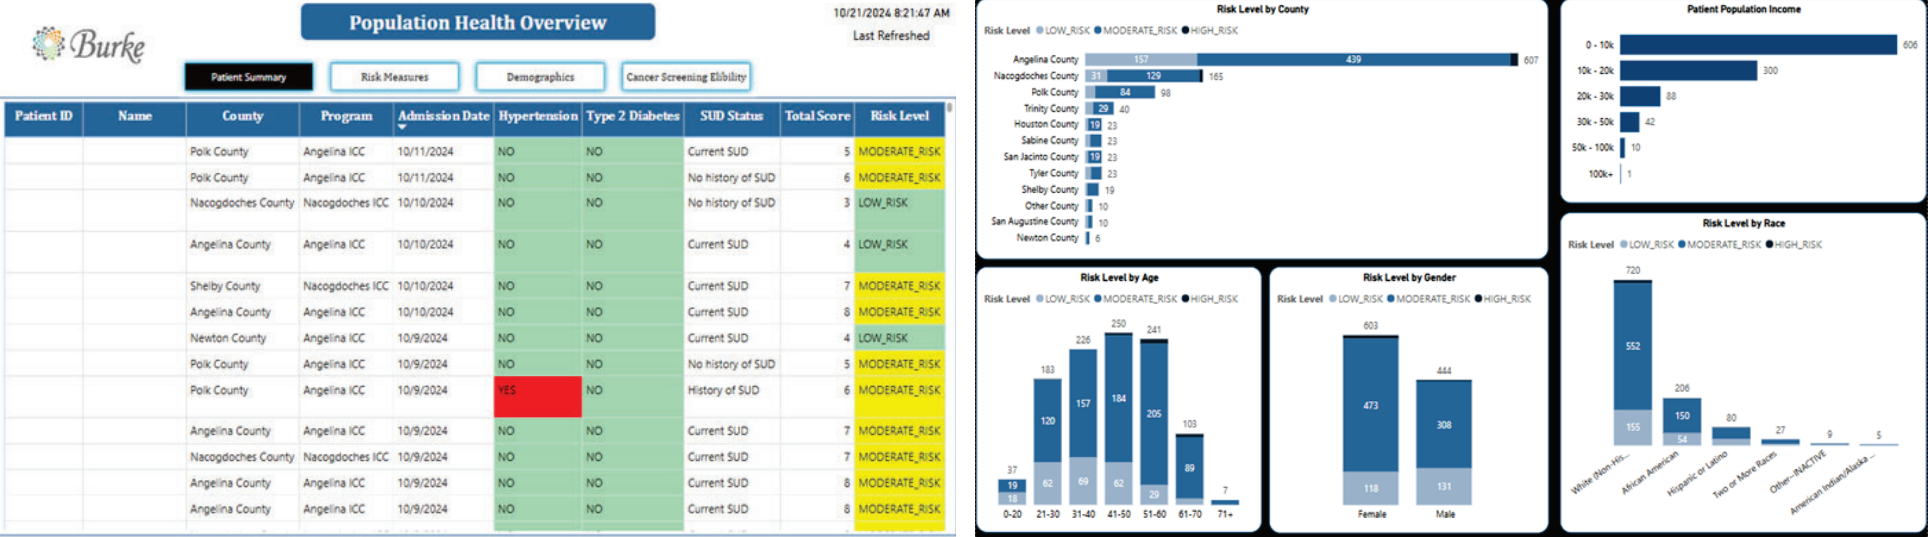 Burke
Population Health Overview
10/21/2024 8:21:47 AM
Last Refreshed
Patient Summary
Risk Measures
Demographics
Cancer Screening Elibility
Patient ID Name County Program Admission Date Hypertension Type 2 Diabetes SUD Status Total Score Risk Level
Polk County Angelina ICC 10/11/2024 NO NO Current SUD 5 MODERATE_RISK
Polk County Angelina ICC 10/11/2024 NO NO No history of SUD 6 MODERATE_RISK
Nacogdoches County Nacogdoches ICC 10/10/2024 NO NO No history of SUD 3 LOW_RISK
Angelina County Angelina ICC 10/10/2024 NO NO Current SUD 4 LOW_RISK
Shelby County Nacogdoches ICC 10/10/2024 NO NO Current SUD 7 MODERATE_RISK
Angelina County Angelina ICC 10/10/2024 NO NO Current SUD 8 MODERATE_RISK
Newton County Angelina ICC 10/9/2024 NO NO Current SUD 4 LOW_RISK
Polk County Angelina ICC 10/9/2024 NO NO No history of SUD 5 MODERATE_RISK
Polk County Angelina ICC 10/9/2024 YES NO History of SUD 6 MODERATE_RISK
Angelina County Angelina ICC 10/9/2024 NO NO Current SUD 7 MODERATE_RISK
Nacogdoches County Nacogdoches ICC 10/9/2024 NO NO Current SUD 7 MODERATE_RISK
Angelina County Angelina ICC 10/9/2024 NO NO Current SUD 8 MODERATE_RISK
Angelina County Angelina ICC 10/9/2024 NO NO Current SUD 8 MODERATE_RISK
Risk Level by County
Risk Level LOW_RISK MODERATE_RISK HIGH_RISK
Angelina County 157 439 607
Nacogdoches County 31 129 165
Polk County 84 98
Trinity County 29 40
Houston County 19 23
Sabine County 23
San Jacinto County 19 23
Tyler County 23
Shelby County 19
Other County 10
San Augustine County 10
Newton County 6
Patient Population Income
0 - 10k 606
10k - 20k 300
20k - 30k 88
30k - 50k 42
50k - 100k 10
100k+ 1
Risk Level by Age
Risk Level LOW_RISK MODERATE_RISK HIGH_RISK
250
241
226
183
184
157
205
120
103
89
37
19
62 69 62
18
29
7
0-20 21-30 31-40 41-50 51-60 61-70 71+
Risk Level by Gender
Risk Level LOW_RISK MODERATE_RISK HIGH_RISK
603
444
473
308
118 131
Female Male
Risk Level by Race
Risk Level LOW_RISK MODERATE_RISK HIGH_RISK
720
552
206
150
80
155
54
27
9
5
White (Non-His...
African American
Hispanic or Latino
Two or More Races
Other--INACTIVE
American Indian/Alaska ...